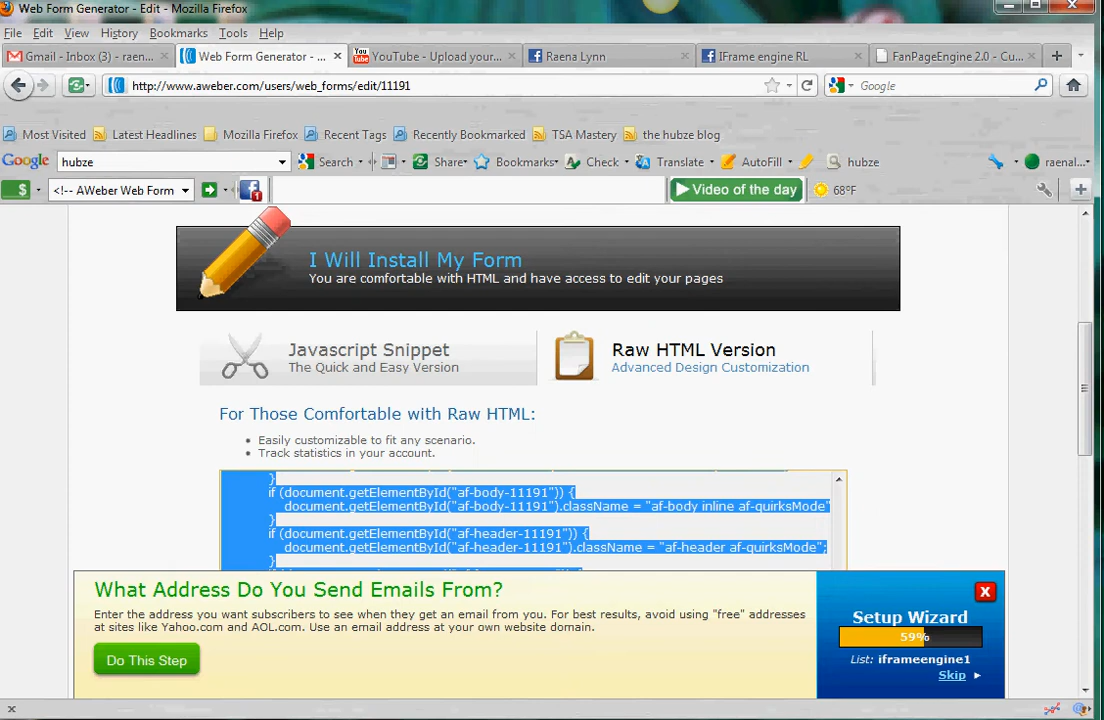 Web Form Generator - Edit - Mozilla Firefox
File Edit View History Bookmarks Tools Help
Gmail - Inbox (3) - raen... Web Form Generator -... YouTube - Upload your... Raena Lynn IFrame engine RL FanPageEngine 2.0 - Cu...
http://www.aweber.com/users/web_forms/edit/11191 Google
Most Visited Latest Headlines Mozilla Firefox Recent Tags Recently Bookmarked TSA Mastery the hubze blog
Google hubze Search Share Bookmarks Check Translate AutoFill hubze raenal...
$ <!-- AWeber Web Form 1 Video of the day 68°F
I Will Install My Form
You are comfortable with HTML and have access to edit your pages
Javascript Snippet
The Quick and Easy Version
Raw HTML Version
Advanced Design Customization
For Those Comfortable with Raw HTML:
• Easily customizable to fit any scenario.
• Track statistics in your account.
}
if (document.getElementById("af-body-11191")) {
document.getElementById("af-body-11191").className = "af-body inline af-quirksMode"
}
if (document.getElementById("af-header-11191")) {
document.getElementById("af-header-11191").className = "af-header af-quirksMode";
}
What Address Do You Send Emails From?
Enter the address you want subscribers to see when they get an email from you. For best results, avoid using "free" addresses
at sites like Yahoo.com and AOL.com. Use an email address at your own website domain.
Do This Step
X
Setup Wizard
59%
List: iframeengine1
Skip